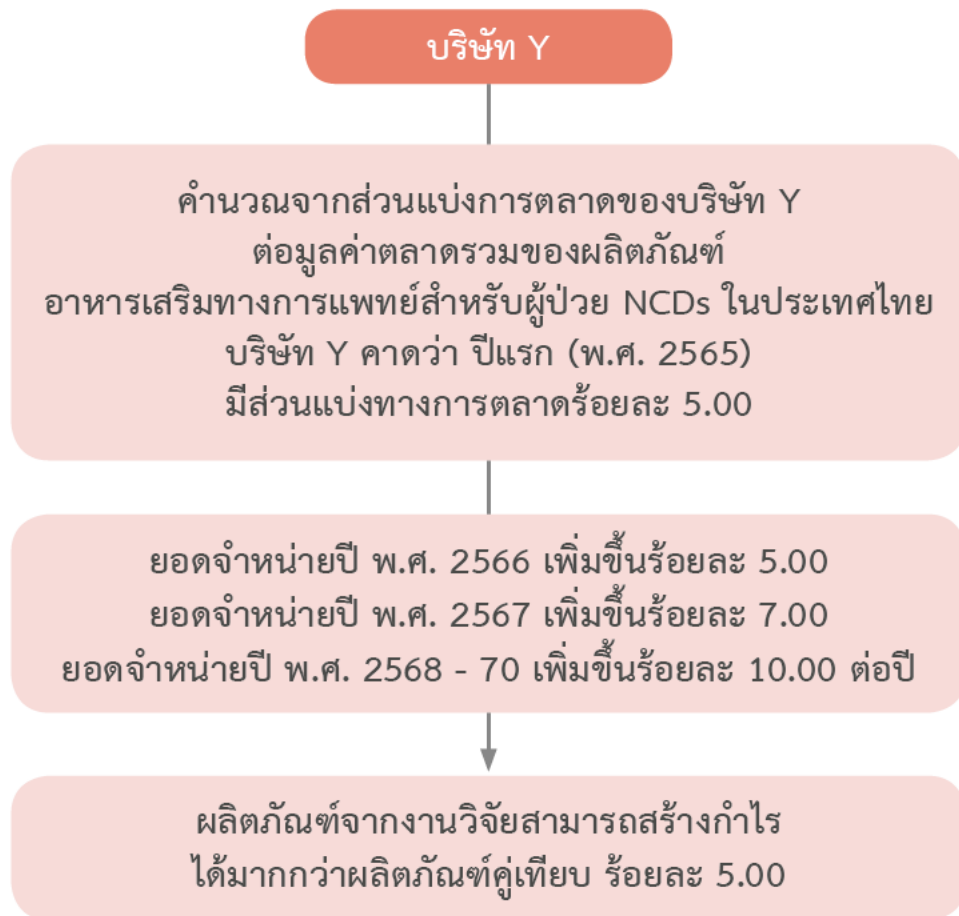 บริษัท Y
คำนวณจากส่วนแบ่งการตลาดของบริษัท Y
ต่อมูลค่าตลาดรวมของผลิตภัณฑ์
อาหารเสริมทางการแพทย์สำหรับผู้ป่วย NCDs ในประเทศไทย
บริษัท Y คาดว่า ปีแรก (พ.ศ. 2565)
มีส่วนแบ่งทางการตลาดร้อยละ 5.00
ยอดจำหน่ายปี พ.ศ. 2566 เพิ่มขึ้นร้อยละ 5.00
ยอดจำหน่ายปี พ.ศ. 2567 เพิ่มขึ้นร้อยละ 7.00
ยอดจำหน่ายปี พ.ศ. 2568 - 70 เพิ่มขึ้นร้อยละ 10.00 ต่อปี
ผลิตภัณฑ์จากงานวิจัยสามารถสร้างกำไร
ได้มากกว่าผลิตภัณฑ์คู่เทียบ ร้อยละ 5.00